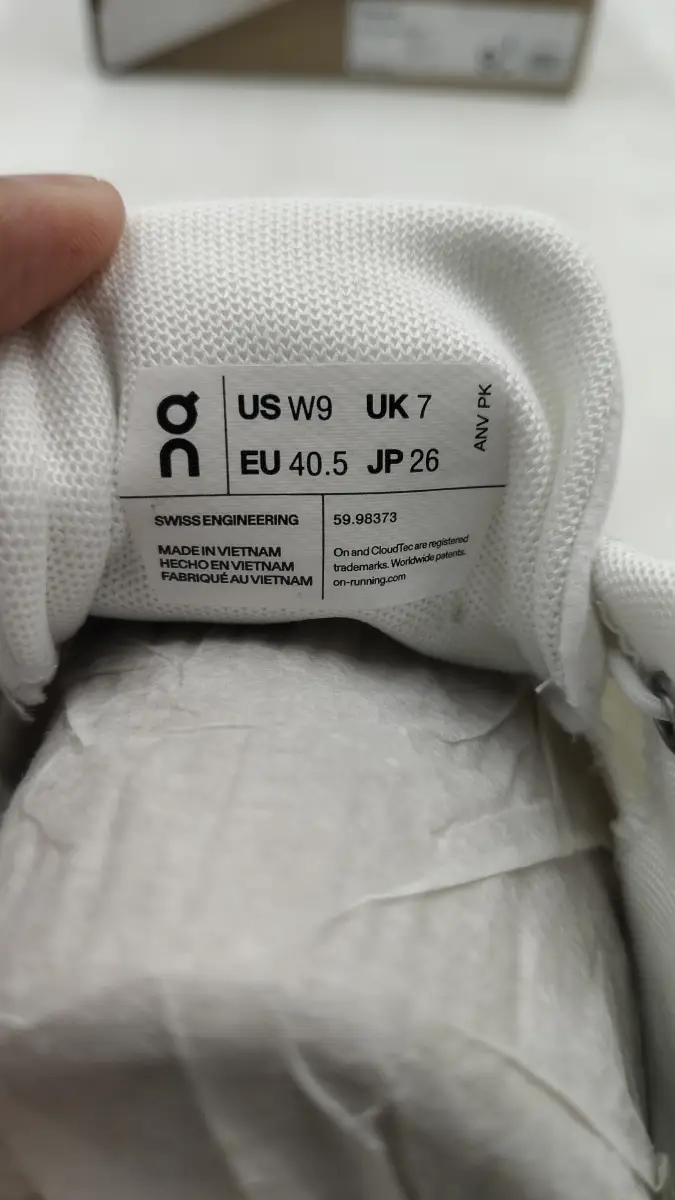 on
US W9 UK 7
EU 40.5 JP 26
ANV PK
SWISS ENGINEERING
MADE IN VIETNAM
HECHO EN VIETNAM
FABRIQUÉ AU VIETNAM
59.98373
On and CloudTec are registered
trademarks. Worldwide patents.
on-running.com